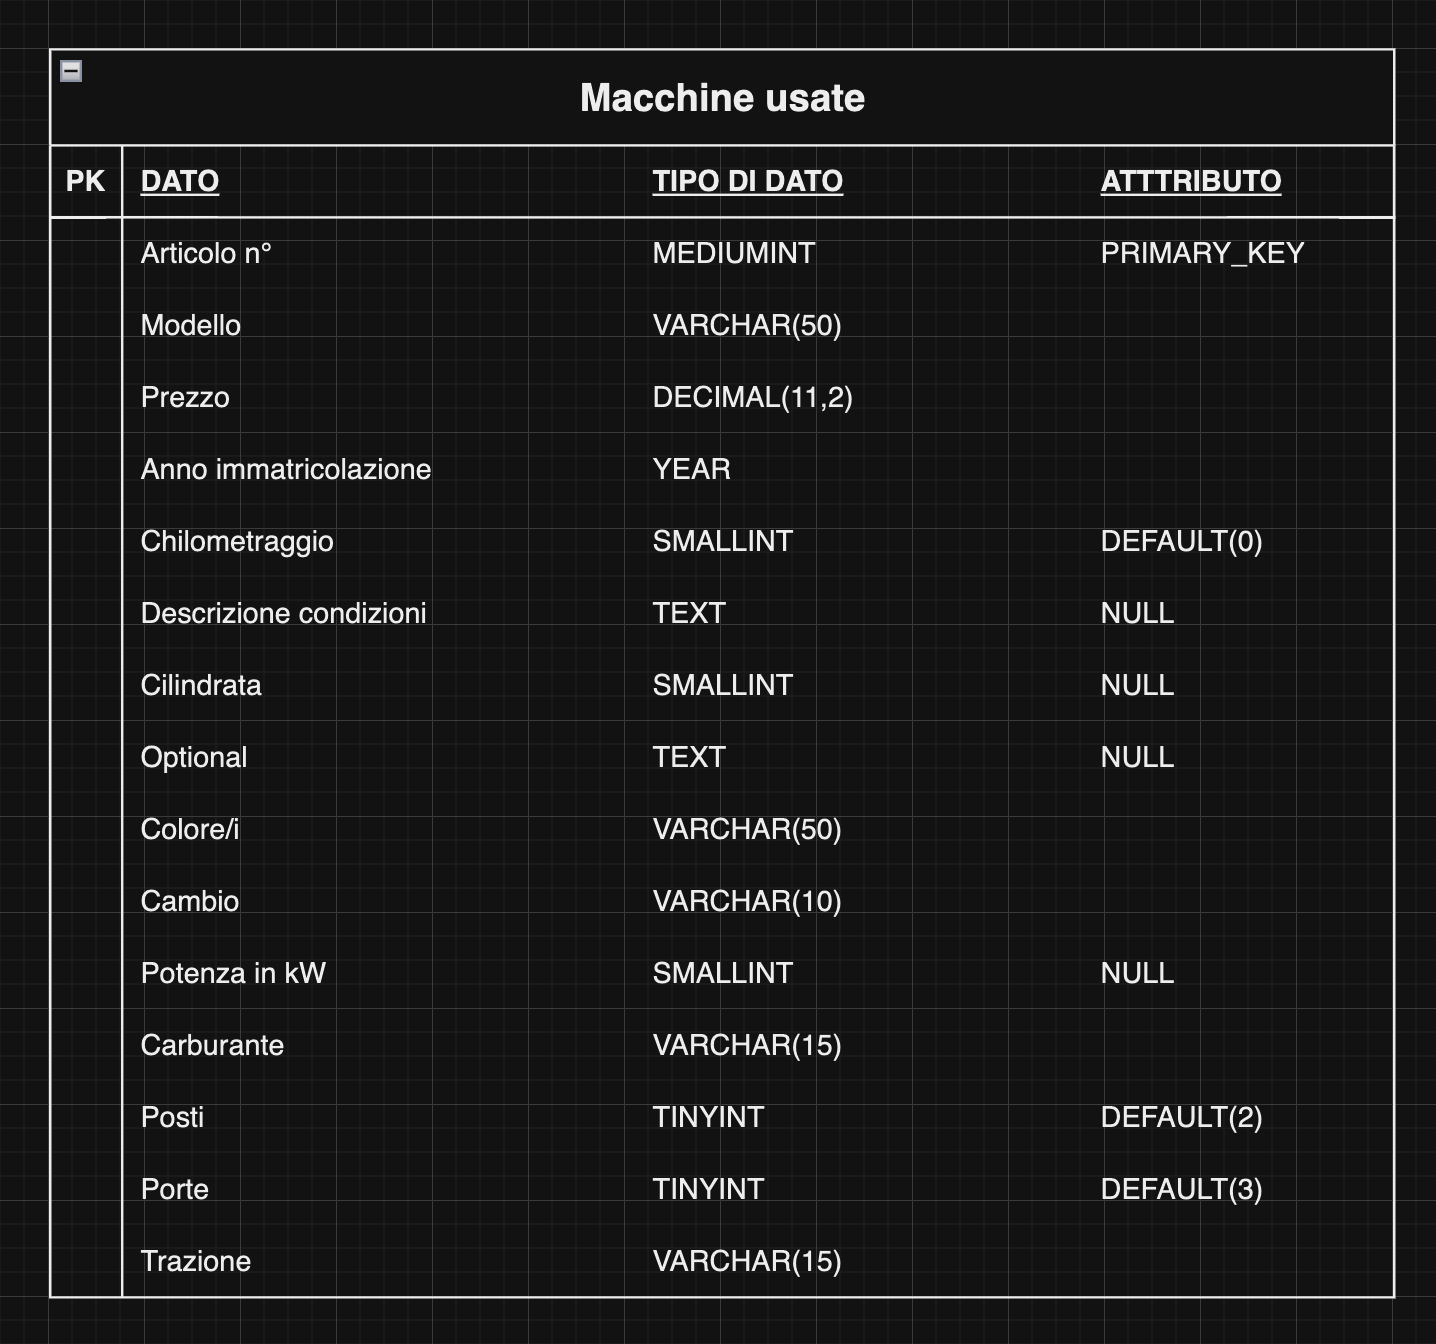 Macchine usate
PK DATO TIPO DI DATO ATTTRIBUTO
Articolo n° MEDIUMINT PRIMARY_KEY
Modello VARCHAR(50)
Prezzo DECIMAL(11,2)
Anno immatricolazione YEAR
Chilometraggio SMALLINT DEFAULT(0)
Descrizione condizioni TEXT NULL
Cilindrata SMALLINT NULL
Optional TEXT NULL
Colore/i VARCHAR(50)
Cambio VARCHAR(10)
Potenza in kW SMALLINT NULL
Carburante VARCHAR(15)
Posti TINYINT DEFAULT(2)
Porte TINYINT DEFAULT(3)
Trazione VARCHAR(15)